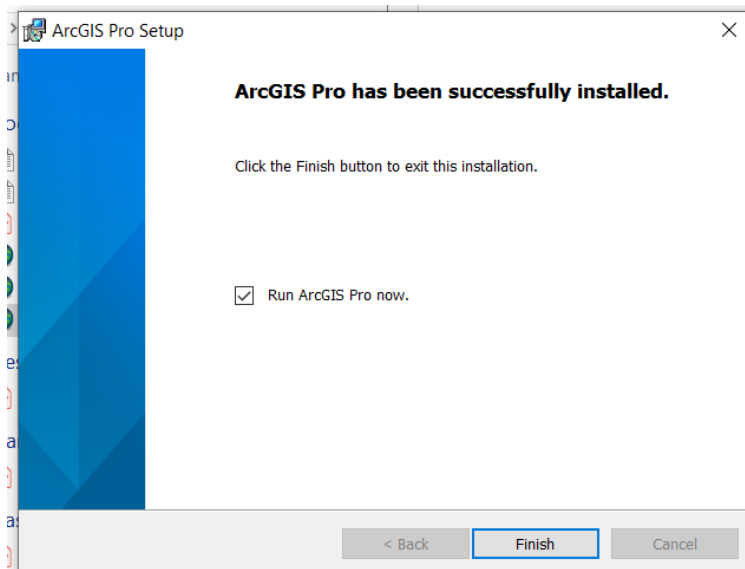 ArcGIS Pro Setup
ArcGIS Pro has been successfully installed.
Click the Finish button to exit this installation.
Run ArcGIS Pro now.
< Back
Finish
Cancel